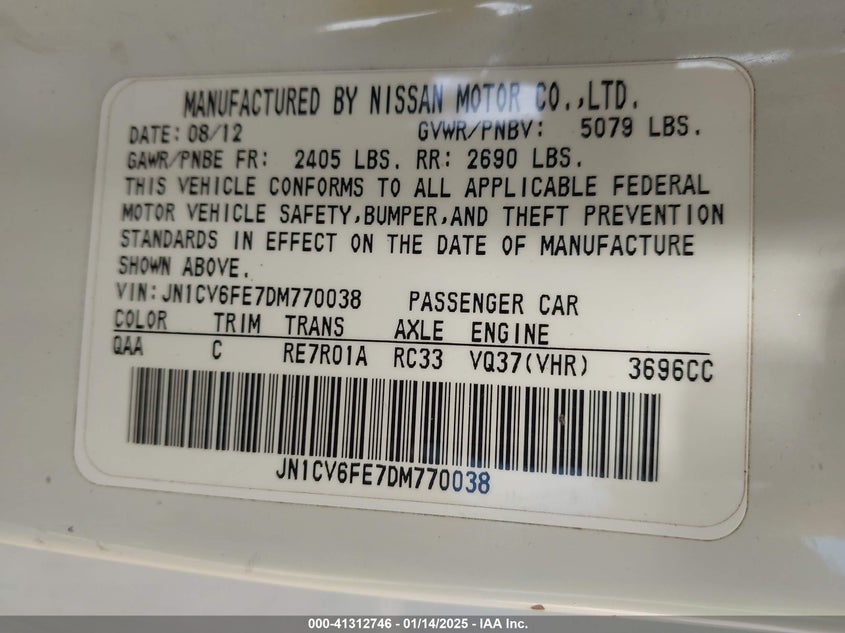 MANUFACTURED BY NISSAN MOTOR CO.,LTD.
DATE: 08/12 GVWR/PNBV: 5079 LBS.
GAWR/PNBE FR: 2405 LBS. RR: 2690 LBS.
THIS VEHICLE CONFORMS TO ALL APPLICABLE FEDERAL
MOTOR VEHICLE SAFETY,BUMPER,AND THEFT PREVENTION
STANDARDS IN EFFECT ON THE DATE OF MANUFACTURE
SHOWN ABOVE.
VIN:JN1CV6FE7DM770038 PASSENGER CAR
COLOR TRIM TRANS AXLE ENGINE
QAA C RE7R01A RC33 VQ37(VHR) 3696CC
JN1CV6FE7DM770038
000-41312746 - 01/14/2025 - IAA Inc.